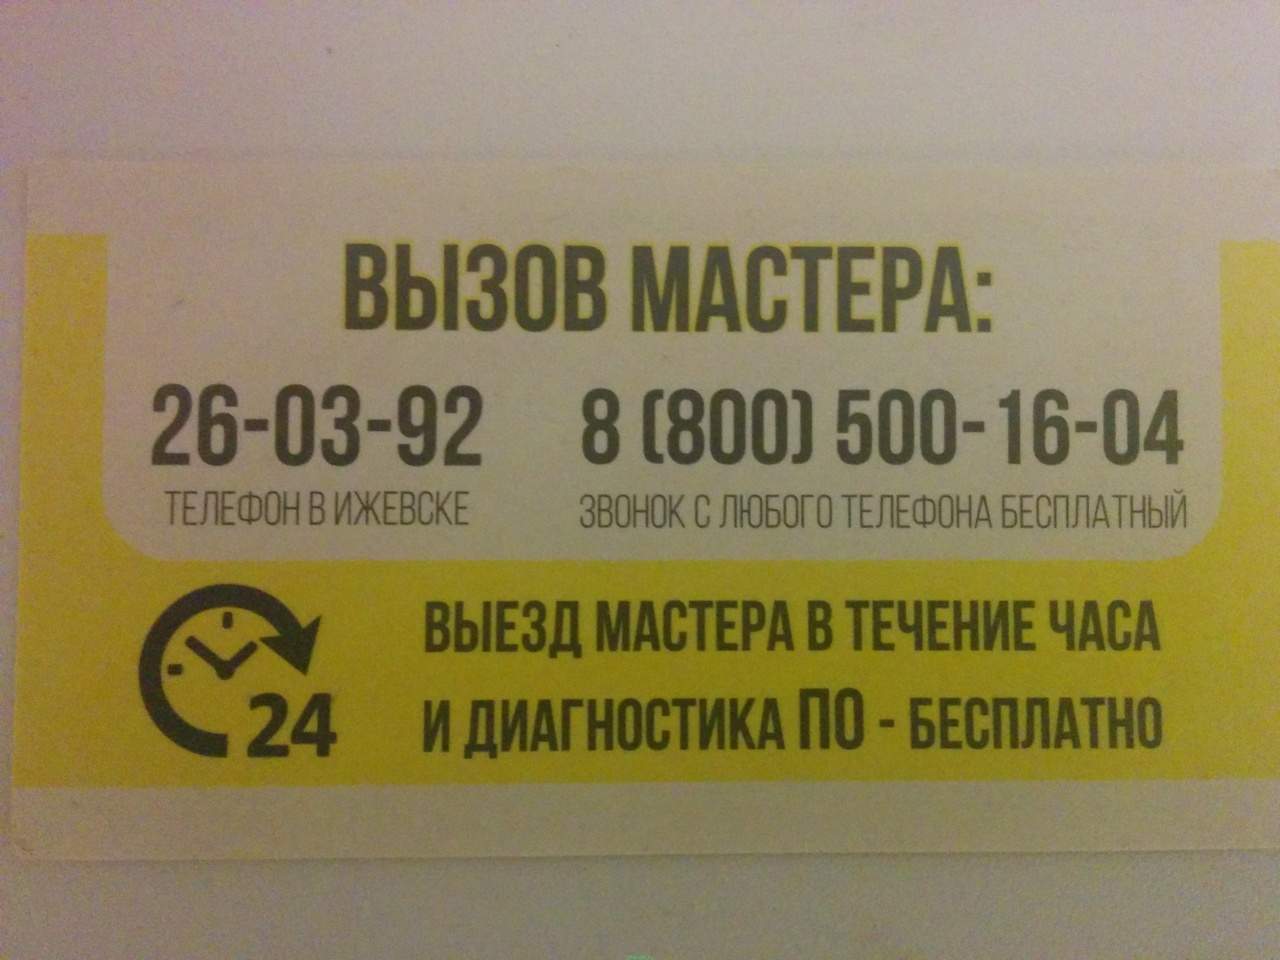 ВЫЗОВ МАСТЕРА:
26-03-92 8 (800) 500-16-04
ТЕЛЕФОН В ИЖЕВСКЕ ЗВОНОК С ЛЮБОГО ТЕЛЕФОНА БЕСПЛАТНЫЙ
ВЫЕЗД МАСТЕРА В ТЕЧЕНИЕ ЧАСА
И ДИАГНОСТИКА ПО - БЕСПЛАТНО
24